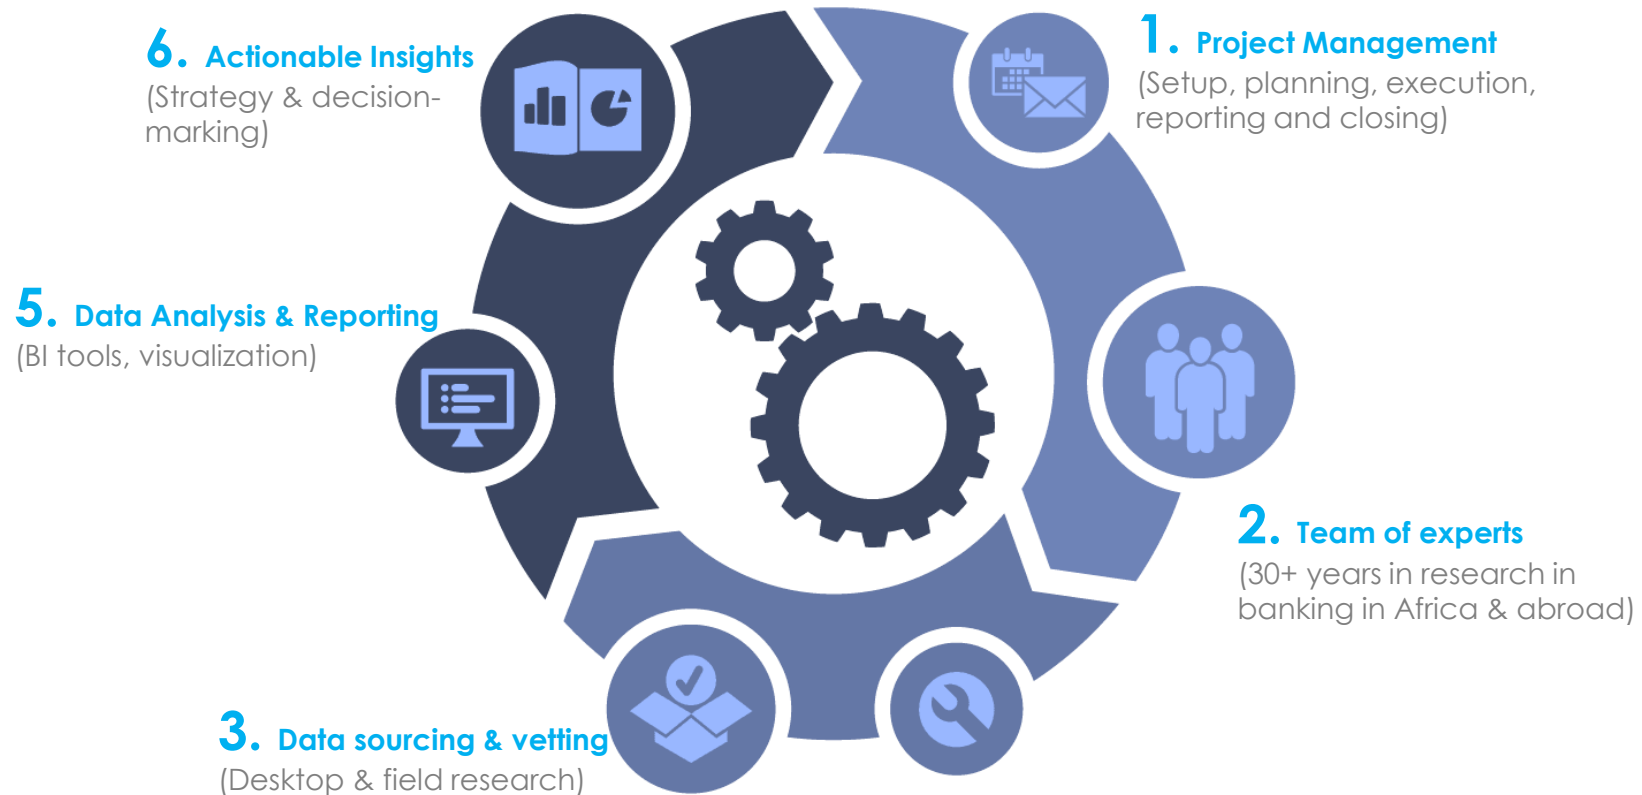 1. Project Management
(Setup, planning, execution,
reporting and closing)
2. Team of experts
(30+ years in research in
banking in Africa & abroad)
3. Data sourcing & vetting
(Desktop & field research)
5. Data Analysis & Reporting
(BI tools, visualization)
6. Actionable Insights
(Strategy & decision-
marking)